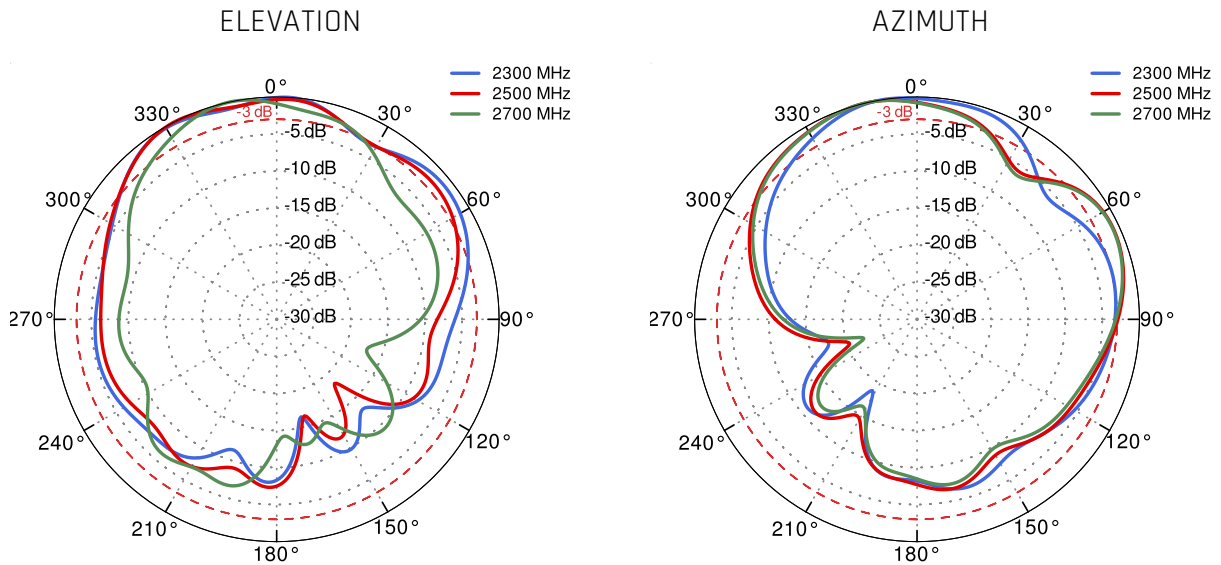 ELEVATION
2300 MHz
2500 MHz
2700 MHz
0°
330°
30°
-3 dB
-5 dB
-10 dB
300°
60°
-15 dB
-20 dB
-25 dB
-30 dB
270°
90°
240°
120°
210°
150°
180°
AZIMUTH
2300 MHz
2500 MHz
2700 MHz
0°
330°
30°
-3 dB
-5 dB
-10 dB
300°
60°
-15 dB
-20 dB
-25 dB
-30 dB
270°
90°
240°
120°
210°
150°
180°